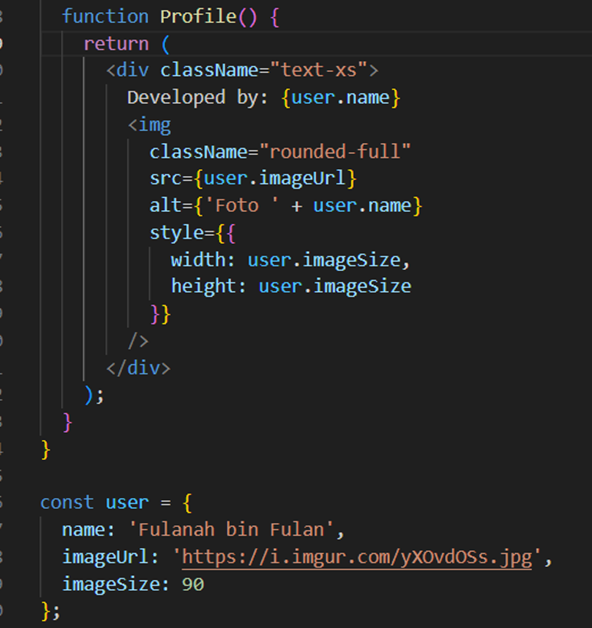 function Profile() {
return (
<div className="text-xs">
Developed by: {user.name}
<img
className="rounded-full"
src={user.imageUrl}
alt={'Foto ' + user.name}
style={{
width: user.imageSize,
height: user.imageSize
}}
/>
</div>
);
}
}
const user = {
name: 'Fulanah bin Fulan',
imageUrl: 'https://i.imgur.com/yXOvdOSs.jpg',
imageSize: 90
};